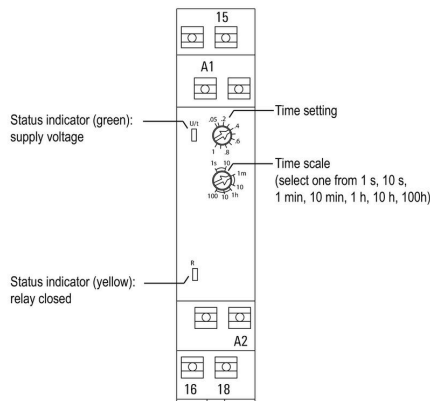 15
A1
Status indicator (green):
supply voltage
U/t
.05 .2
.4
.6
1 .8
Time setting
1s 10
1m
10
100 10 1h
Time scale
(select one from 1 s, 10 s,
1 min, 10 min, 1 h, 10 h, 100h)
R
Status indicator (yellow):
relay closed
A2
16 18